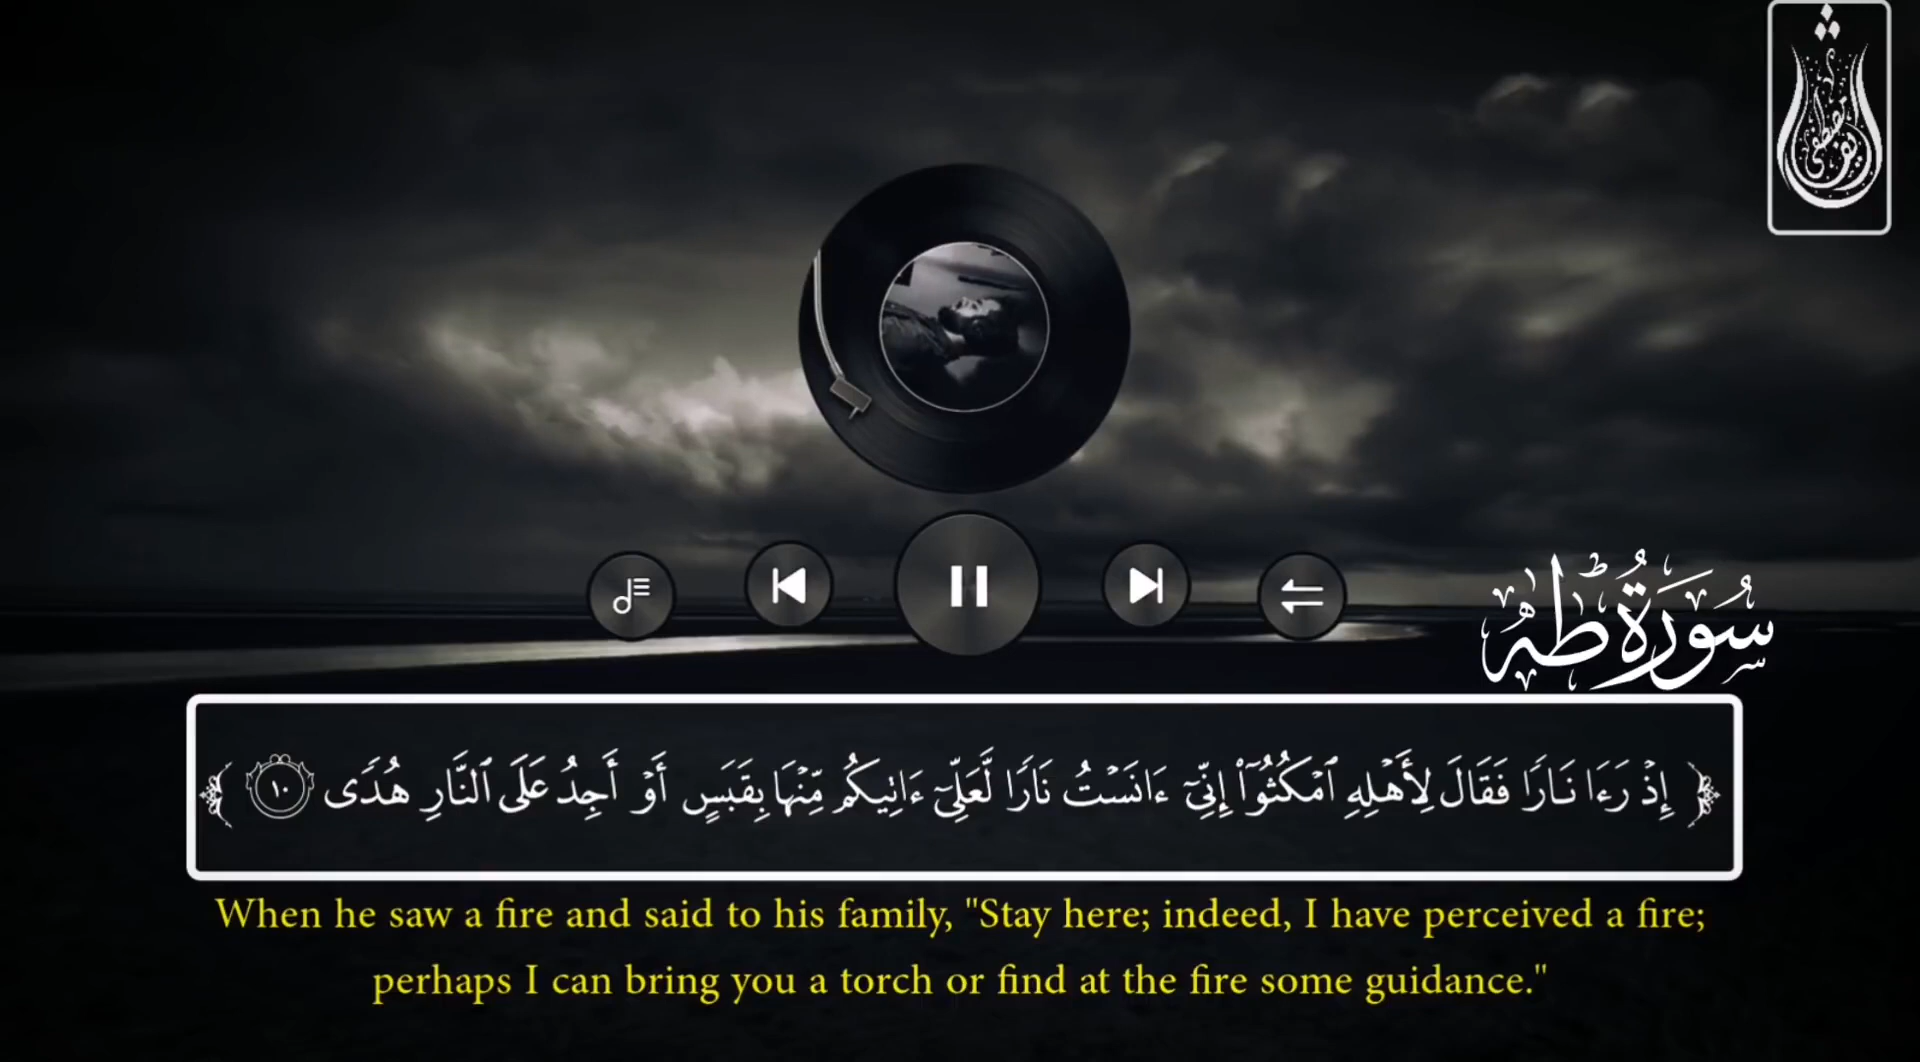 سُورَةُ طه
إِذْ رَءَا نَارًا فَقَالَ لِأَهْلِهِ ٱمْكُثُوٓا۟ إِنِّىٓ ءَانَسْتُ نَارًا لَّعَلِّىٓ ءَاتِيكُم مِّنْهَا بِقَبَسٍ أَوْ أَجِدُ عَلَى ٱلنَّارِ هُدًى ١٠
When he saw a fire and said to his family, "Stay here; indeed, I have perceived a fire;
perhaps I can bring you a torch or find at the fire some guidance."